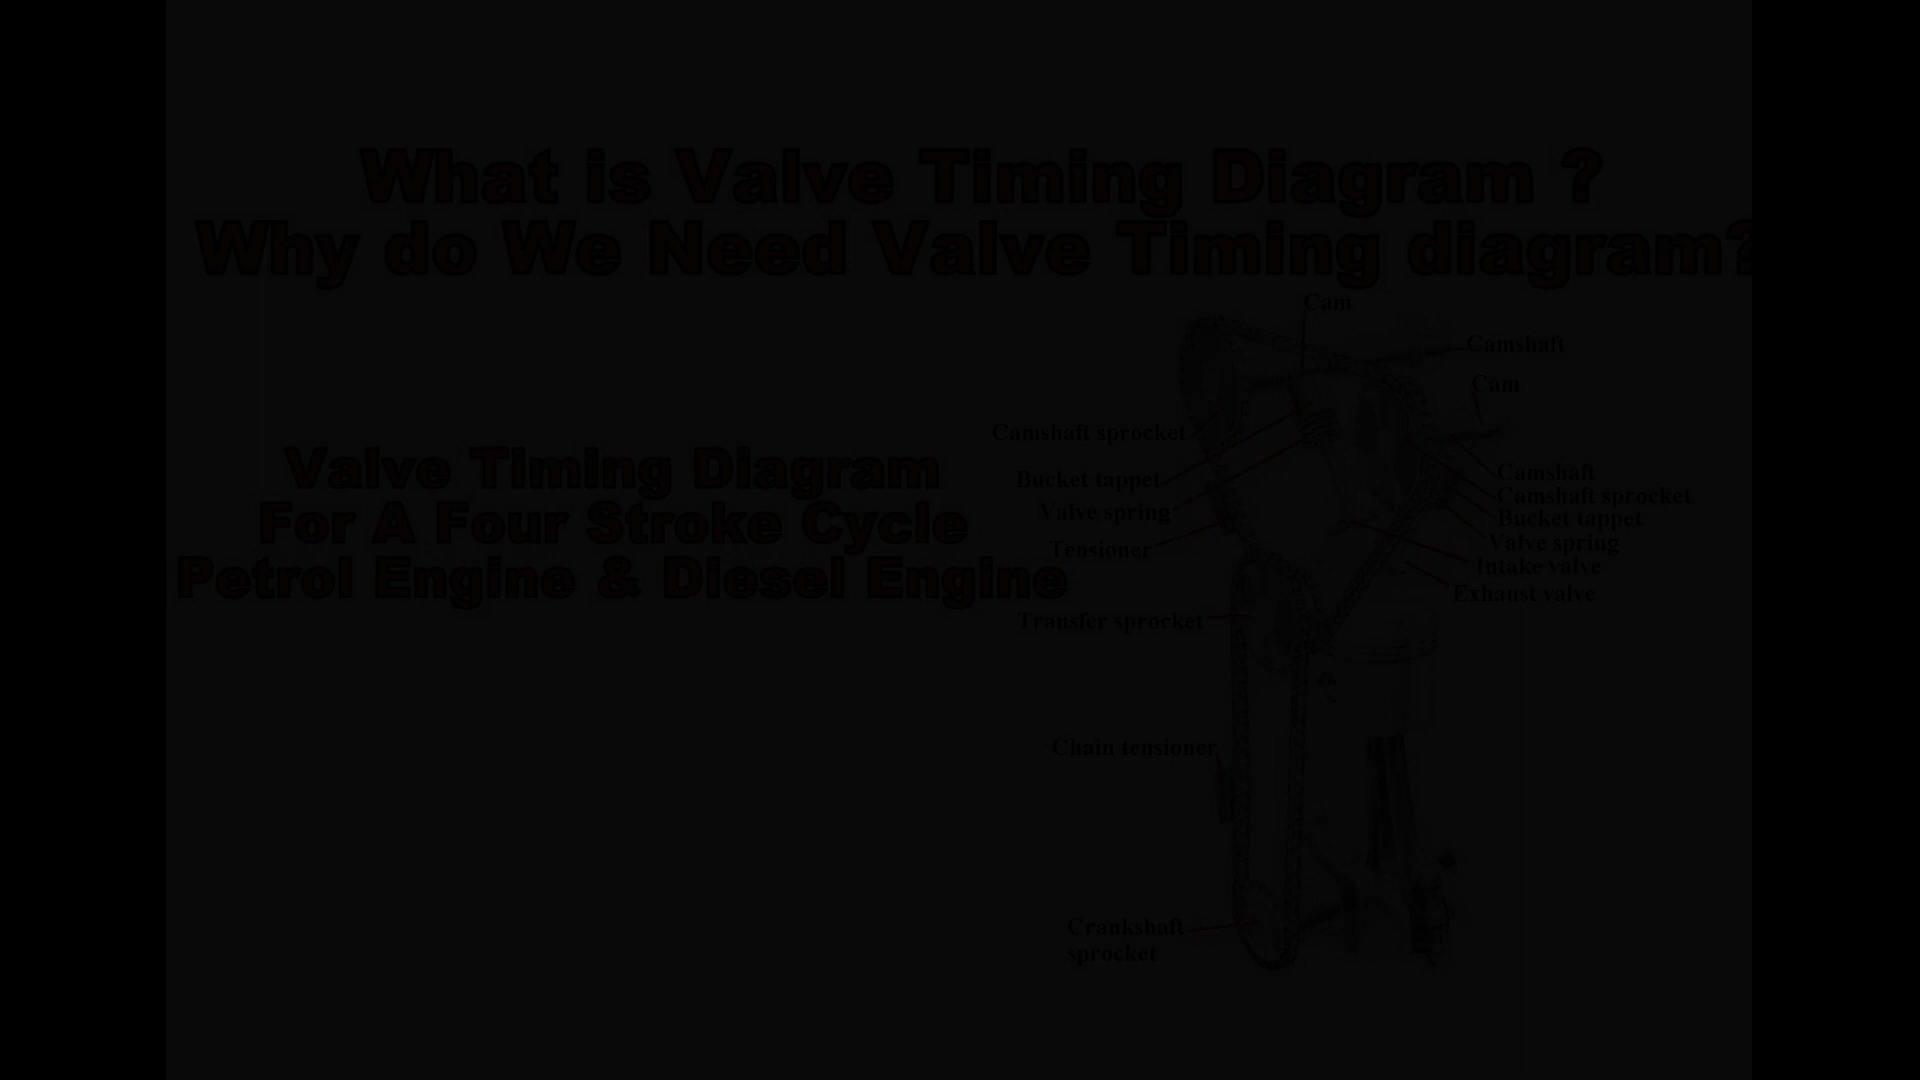 What is Valve Timing Diagram ?
Why do We Need Valve Timing diagram?
Cam
Camshaft
Cam
Camshaft sprocket
Bucket tappet
Valve spring
Tensioner
Transfer sprocket
Chain tensioner
Crankshaft
sprocket
Camshaft
Camshaft sprocket
Bucket tappet
Valve spring
Intake valve
Exhaust valve
Valve Timing Diagram
For A Four Stroke Cycle
Petrol Engine & Diesel Engine